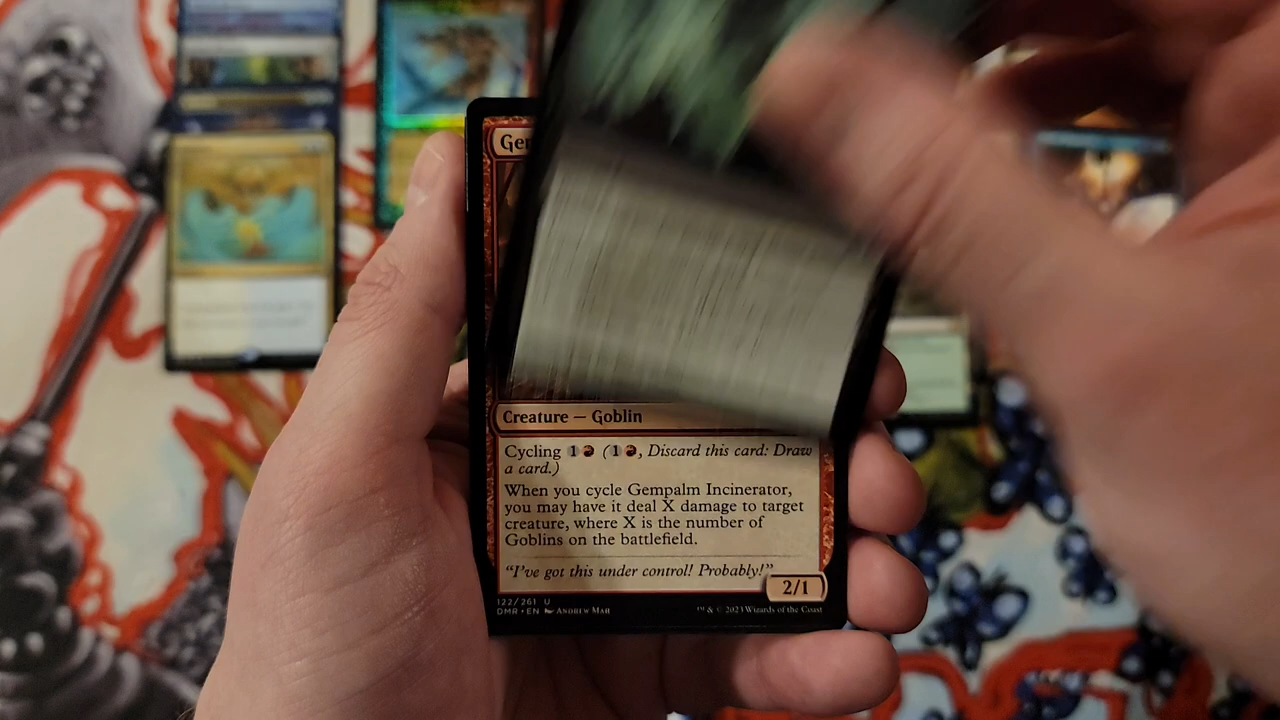 Ge
Creature — Goblin
Cycling 1 (1, Discard this card: Draw
a card.)
When you cycle Gempalm Incinerator,
you may have it deal X damage to target
creature, where X is the number of
Goblins on the battlefield.
"I've got this under control! Probably!"
2/1
122/261 U
DMR • EN Andrew Mar
™ & © 2023 Wizards of the Coast